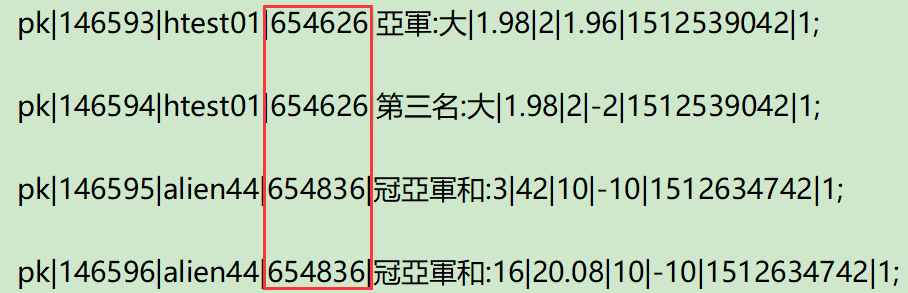 pk|146593|htest01|654626|亞軍:大|1.98|2|1.96|1512539042|1;
pk|146594|htest01|654626|第三名:大|1.98|2|-2|1512539042|1;
pk|146595|alien44|654836|冠亞軍和:3|42|10|-10|1512634742|1;
pk|146596|alien44|654836|冠亞軍和:16|20.08|10|-10|1512634742|1;